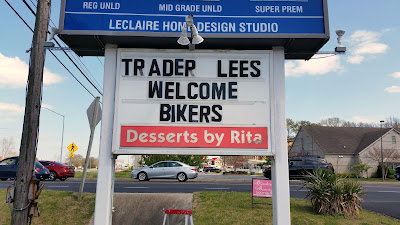 REG UNLD MID GRADE UNLD SUPER PREM
LECLAIRE HOME DESIGN STUDIO
TRADER LEES
WELCOME
BIKERS
Desserts by Rita